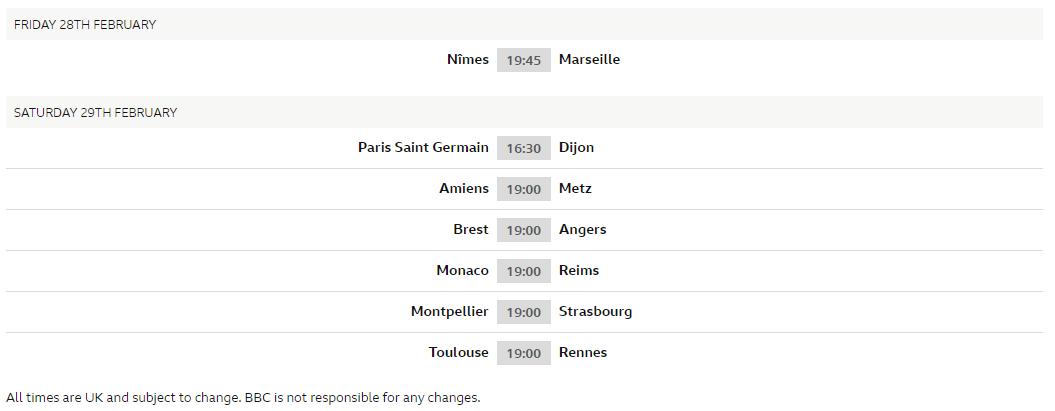 FRIDAY 28TH FEBRUARY
Nîmes 19:45 Marseille
SATURDAY 29TH FEBRUARY
Paris Saint Germain 16:30 Dijon
Amiens 19:00 Metz
Brest 19:00 Angers
Monaco 19:00 Reims
Montpellier 19:00 Strasbourg
Toulouse 19:00 Rennes
All times are UK and subject to change. BBC is not responsible for any changes.